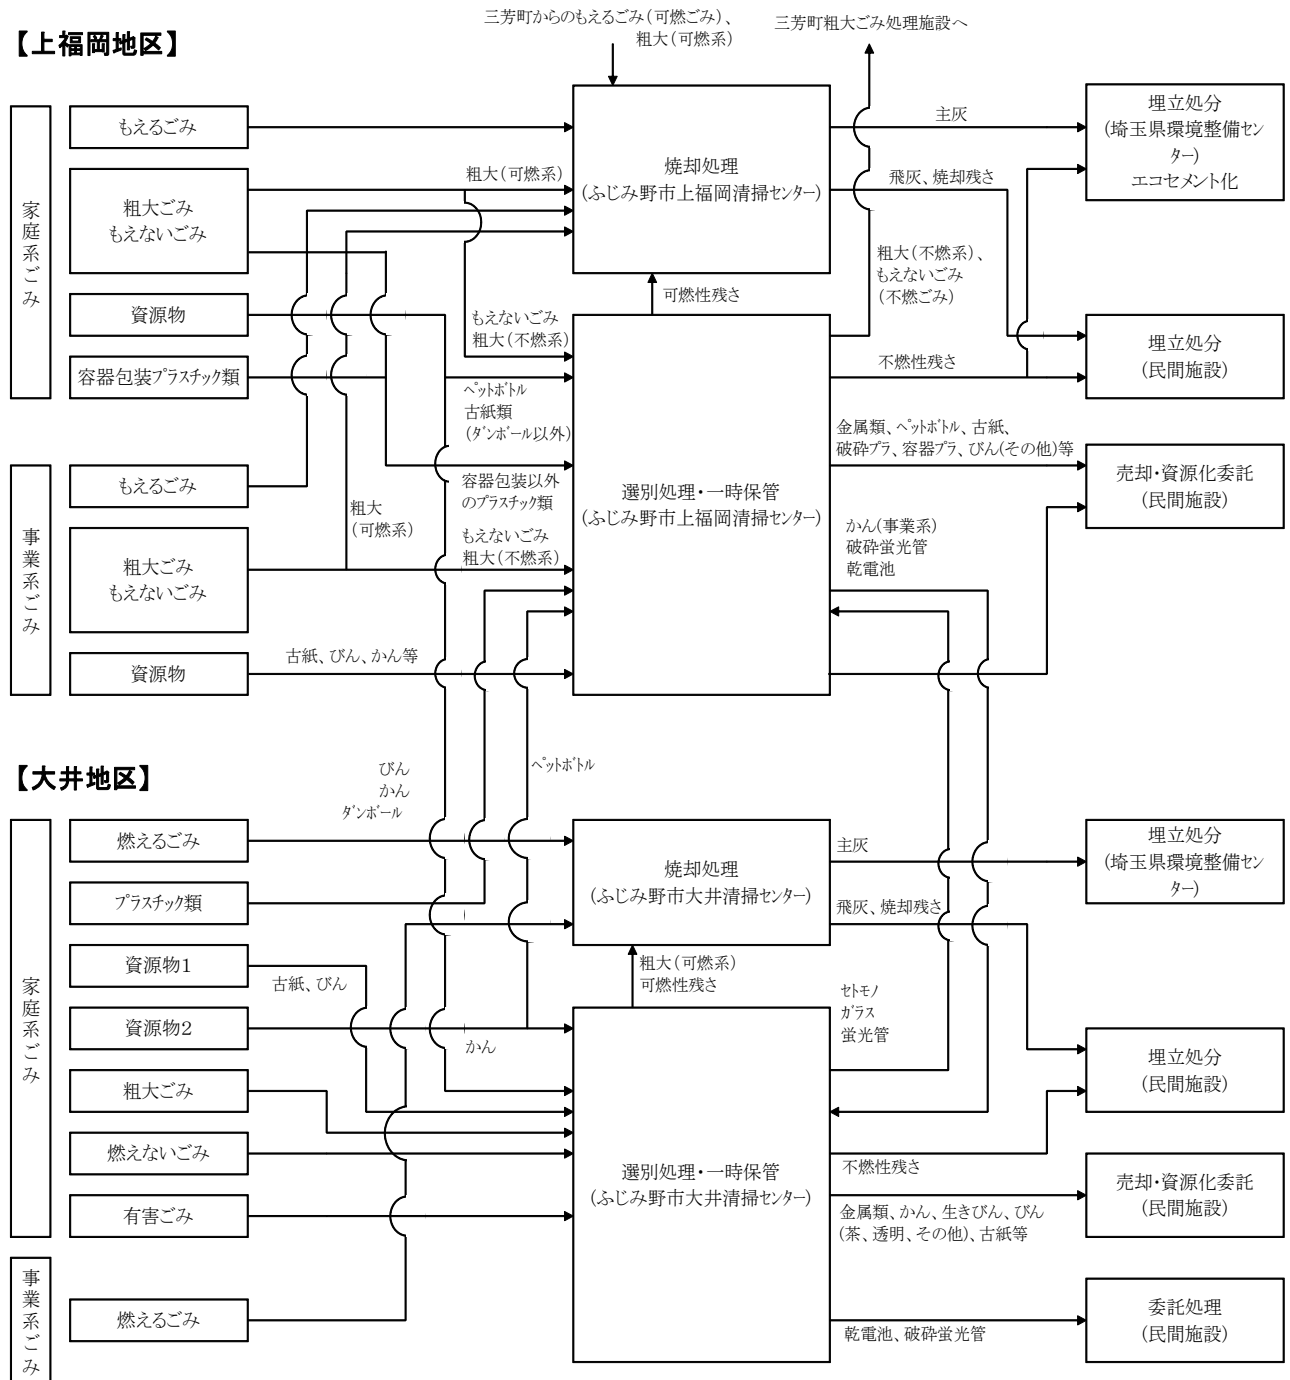 三芳町からのもえるごみ(可燃ごみ)、
粗大(可燃系)
三芳町粗大ごみ処理施設へ
【上福岡地区】
家庭系ごみ
もえるごみ
粗大ごみ
もえないごみ
資源物
容器包装プラスチック類
事業系ごみ
もえるごみ
粗大ごみ
もえないごみ
資源物
粗大(可燃系)
もえないごみ
粗大(不燃系)
ペットボトル
古紙類
(ダンボール以外)
容器包装以外
のプラスチック類
粗大
(可燃系)
もえないごみ
粗大(不燃系)
古紙、びん、かん等
焼却処理
(ふじみ野市上福岡清掃センター)
可燃性残さ
選別処理・一時保管
(ふじみ野市上福岡清掃センター)
主灰
飛灰、焼却残さ
粗大(不燃系)、
もえないごみ
(不燃ごみ)
不燃性残さ
金属類、ペットボトル、古紙、
破砕プラ、容器プラ、びん(その他)等
かん(事業系)
破砕蛍光管
乾電池
埋立処分
(埼玉県環境整備セン
ター)
エコセメント化
埋立処分
(民間施設)
売却・資源化委託
(民間施設)
【大井地区】
びん
かん
ダンボール
ペットボトル
家庭系ごみ
燃えるごみ
プラスチック類
資源物1
資源物2
粗大ごみ
燃えないごみ
有害ごみ
事業系ごみ
燃えるごみ
古紙、びん
かん
焼却処理
(ふじみ野市大井清掃センター)
粗大(可燃系)
可燃性残さ
選別処理・一時保管
(ふじみ野市大井清掃センター)
主灰
飛灰、焼却残さ
セトモノ
ガラス
蛍光管
不燃性残さ
金属類、かん、生きびん、びん
(茶、透明、その他)、古紙等
乾電池、破砕蛍光管
埋立処分
(埼玉県環境整備セン
ター)
埋立処分
(民間施設)
売却・資源化委託
(民間施設)
委託処理
(民間施設)